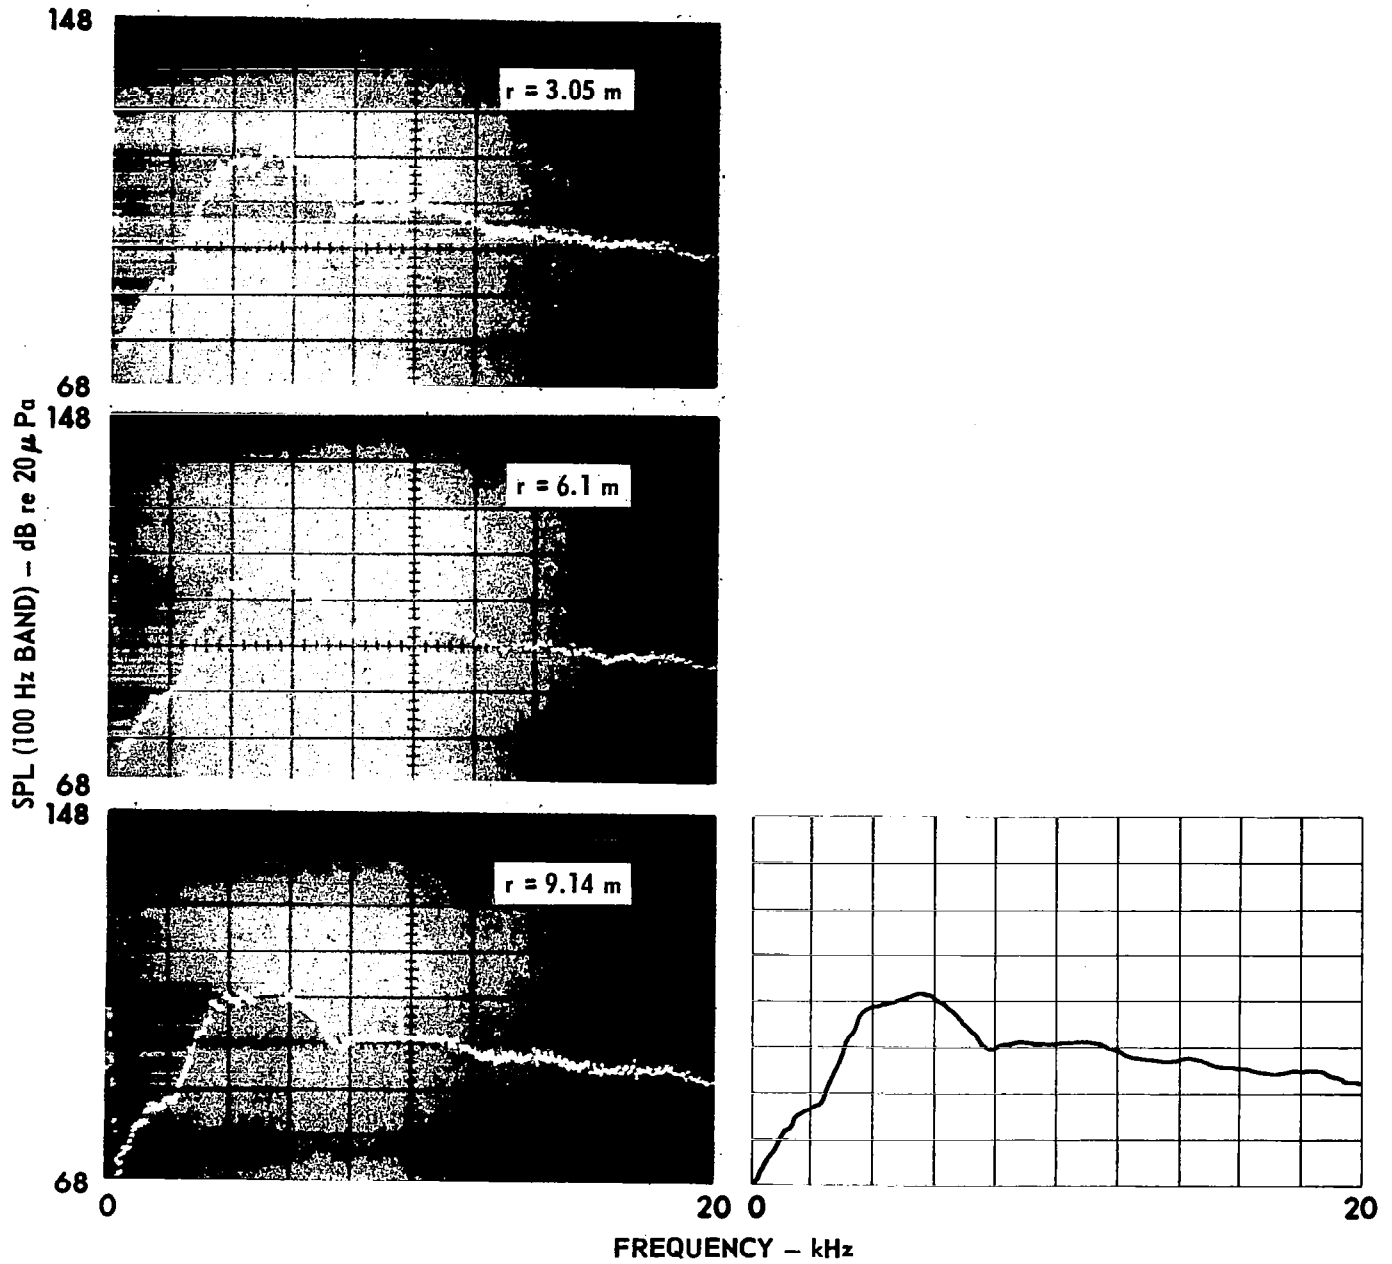 148
r = 3.05 m
68
148
r = 6.1 m
68
148
r = 9.14 m
68
0
20
0
20
SPL (100 Hz BAND) – dB re 20 μ Pa
FREQUENCY – kHz